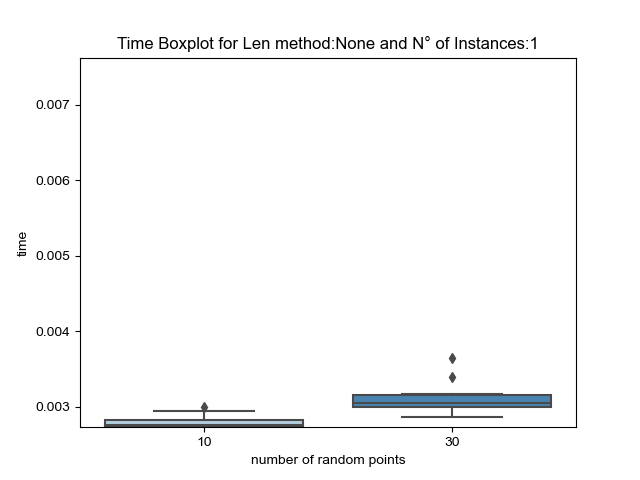 Time Boxplot for Len method:None and N° of Instances:1
0.007
0.006
0.005
0.004
0.003
time
10
30
number of random points